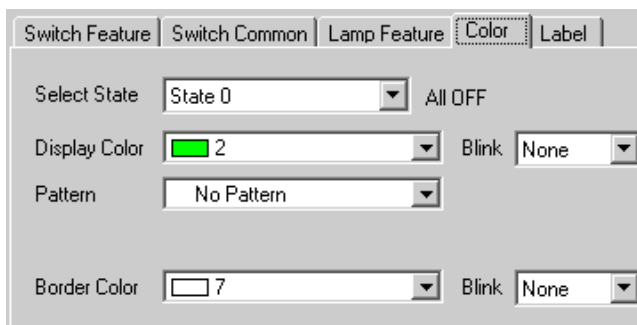 Switch Feature Switch Common Lamp Feature Color Label
Select State State 0 All OFF
Display Color 2 Blink None
Pattern No Pattern
Border Color 7 Blink None